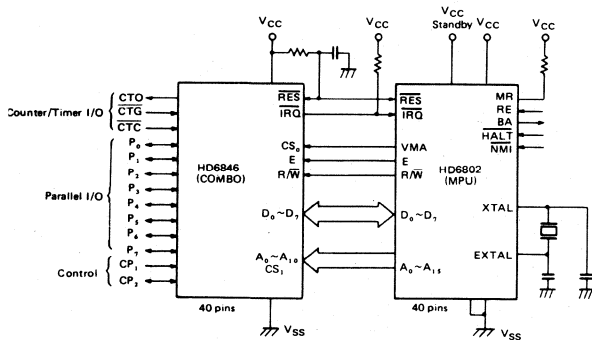 VCC
VCC
VCC
Standby
VCC
VCC
Counter/Timer I/O
CTO
CTG
CTC
Parallel I/O
P0
P1
P2
P3
P4
P5
P6
P7
Control
CP1
CP2
HD6846
(COMBO)
RES
IRQ
CS0
E
R/W
D0~D7
A0~A10
CS1
40 pins
VSS
RES
IRQ
VMA
E
R/W
D0~D7
A0~A15
HD6802
(MPU)
MR
RE
BA
HALT
NMI
XTAL
EXTAL
40 pins
VSS